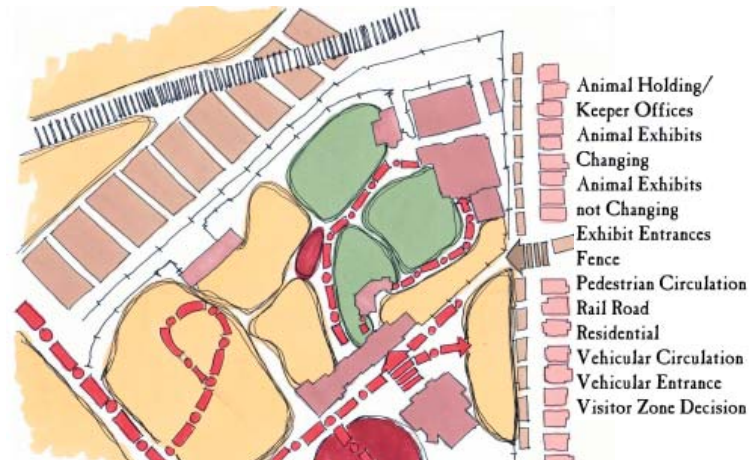 Animal Holding/
Keeper Offices
Animal Exhibits
Changing
Animal Exhibits
not Changing
Exhibit Entrances
Fence
Pedestrian Circulation
Rail Road
Residential
Vehicular Circulation
Vehicular Entrance
Visitor Zone Decision